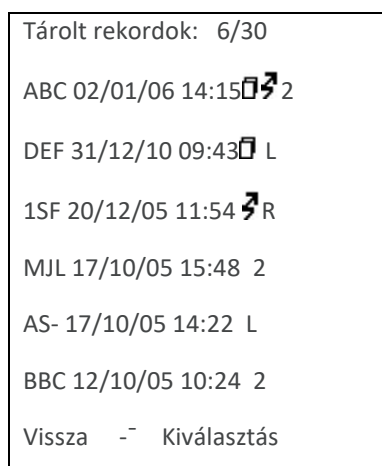 Tárolt rekordok: 6/30
ABC 02/01/06 14:15 2
DEF 31/12/10 09:43 L
1SF 20/12/05 11:54 R
MJL 17/10/05 15:48 2
AS- 17/10/05 14:22 L
BBC 12/10/05 10:24 2
Vissza -¯ Kiválasztás